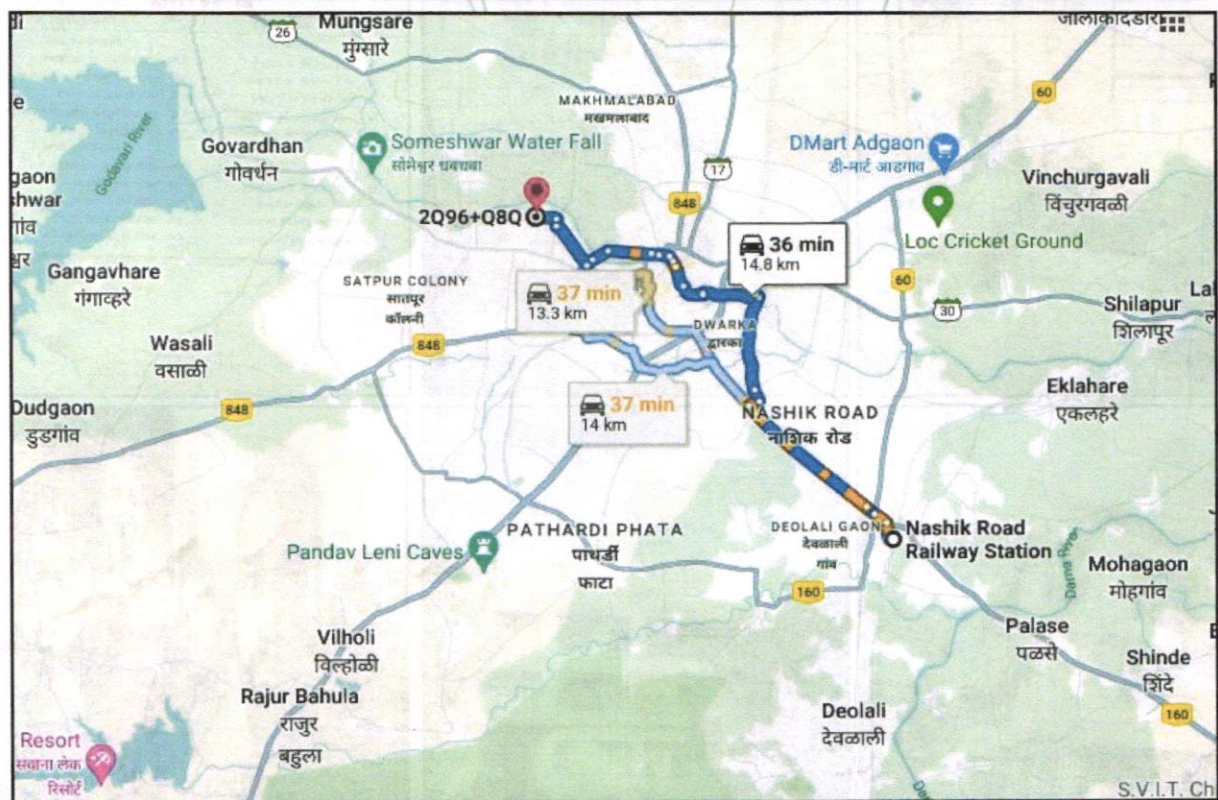 Mungsare
मुंगसारे
26
MAKHMALABAD
मखमलाबाद
60
Godavari River
Govardhan
गोवर्धन
Someshwar Water Fall
सोमेश्वर धबधबा
DMart Adgaon
डी-मार्ट आडगाव
17
Vinchurgavali
विंचुरगवळी
848
2Q96+Q8Q
36 min
14.8 km
Loc Cricket Ground
Gangavhare
गंगाव्हरे
SATPUR COLONY
सातपूर
कॉलनी
37 min
13.3 km
60
30
Shilapur
शिलापूर
DWARKA
द्वारका
Wasali
वसाळी
848
Eklahare
एकलहरे
Dudgaon
डुडगांव
848
37 min
14 km
NASHIK ROAD
नाशिक रोड
PATHARDI PHATA
पाथर्डी
फाटा
DEOLALI GAON
देवळाली
गांव
Nashik Road
Railway Station
Pandav Leni Caves
Darna River
Mohagaon
मोहगांव
160
Vilholi
विल्होळी
Palase
पळसे
Shinde
शिंदे
Rajur Bahula
राजुर
बहुला
Deolali
देवळाली
160
Resort
रिसोर्ट
S.V.I.T. Ch